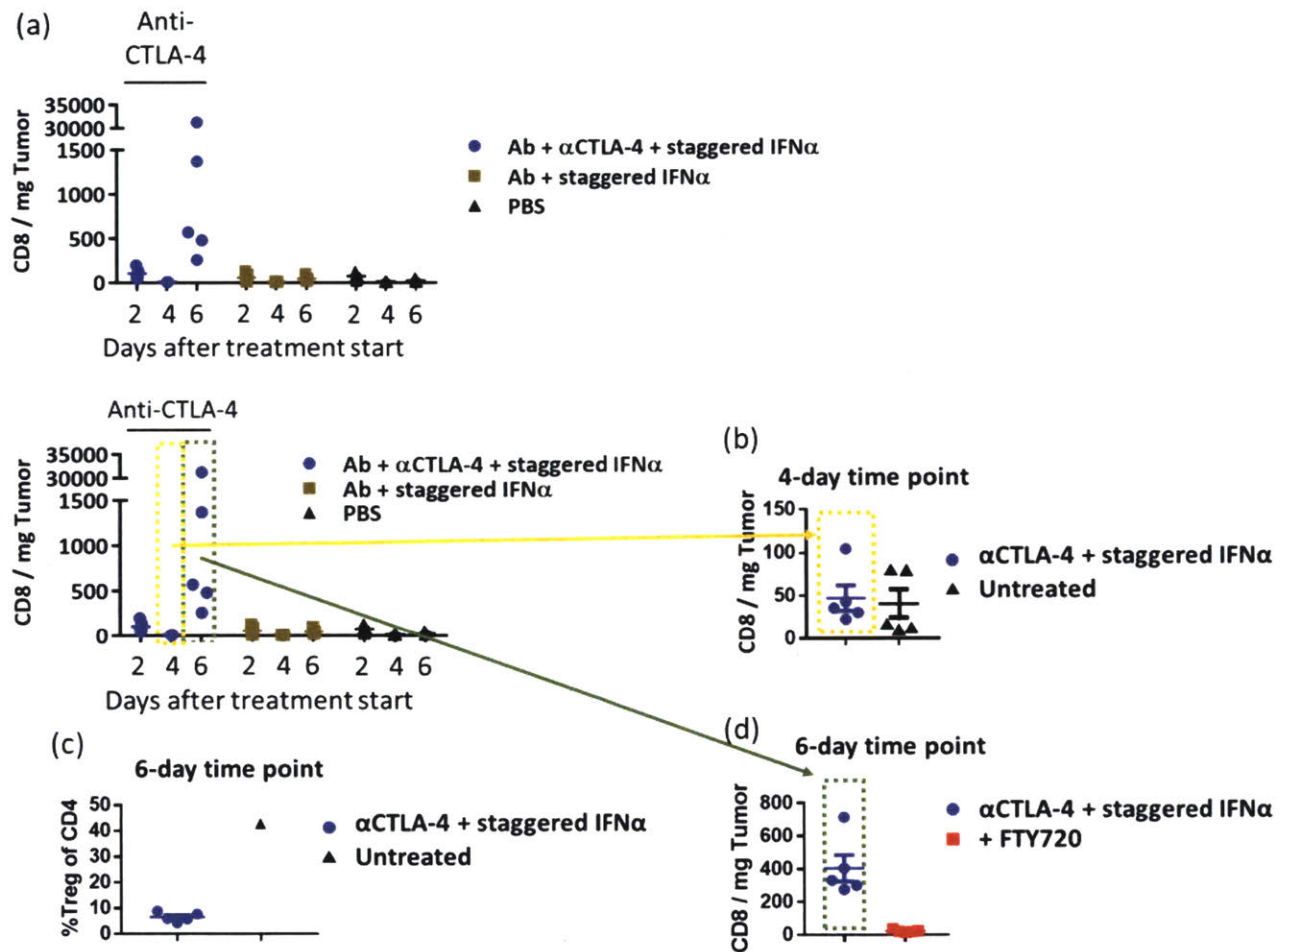 (a)
Anti-
CTLA-4
CD8 / mg Tumor
35000
30000
1500
1000
500
0
Ab + αCTLA-4 + staggered IFNα
Ab + staggered IFNα
PBS
2 4 6 2 4 6 2 4 6
Days after treatment start
Anti-CTLA-4
CD8 / mg Tumor
35000
30000
1500
1000
500
0
Ab + αCTLA-4 + staggered IFNα
Ab + staggered IFNα
PBS
2 4 6 2 4 6 2 4 6
Days after treatment start
(b)
4-day time point
CD8 / mg Tumor
150
100
50
0
αCTLA-4 + staggered IFNα
Untreated
(c)
6-day time point
%Treg of CD4
50
40
30
20
10
0
αCTLA-4 + staggered IFNα
Untreated
(d)
6-day time point
CD8 / mg Tumor
800
600
400
200
0
αCTLA-4 + staggered IFNα
+ FTY720